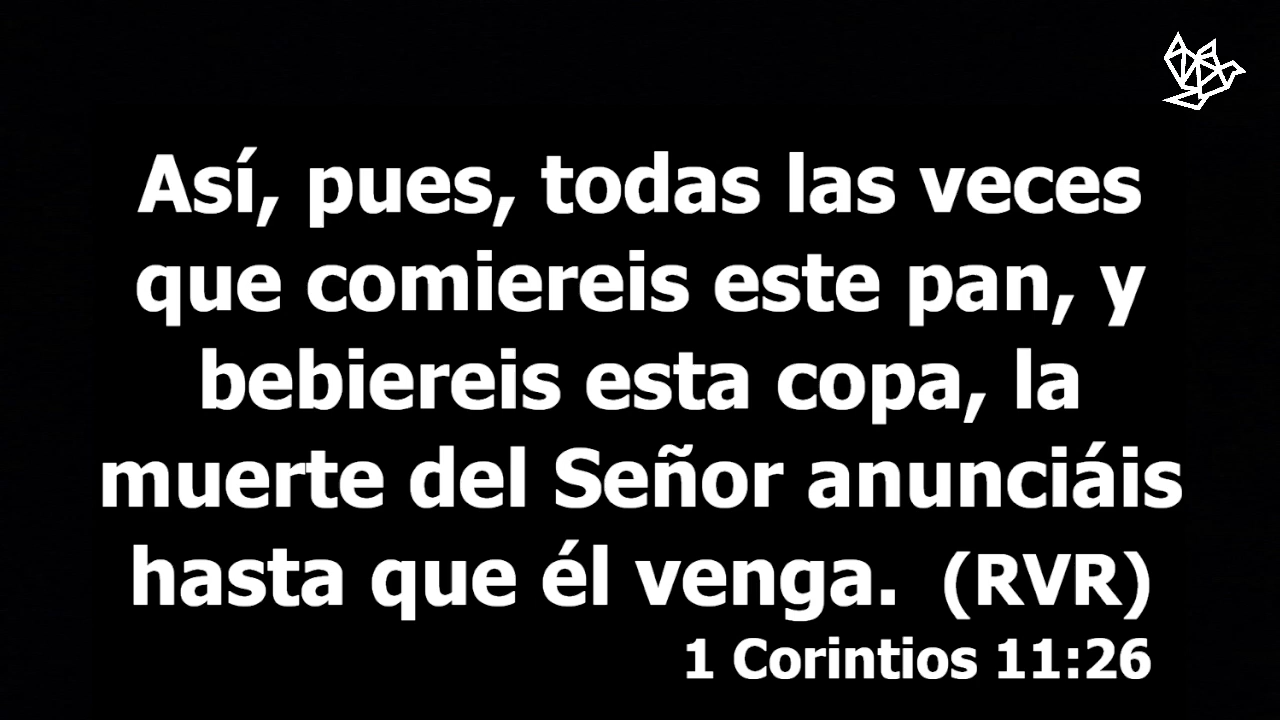 Así, pues, todas las veces
que comiereis este pan, y
bebiereis esta copa, la
muerte del Señor anunciáis
hasta que él venga. (RVR)
1 Corintios 11:26